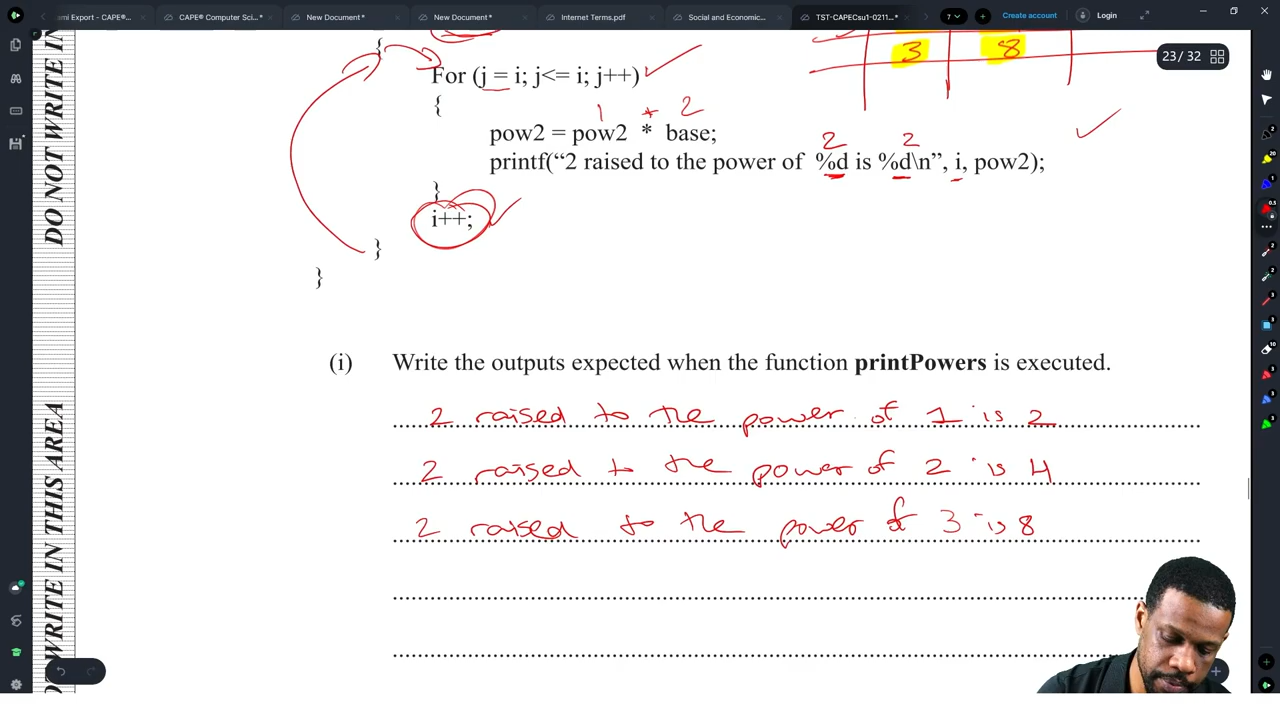 ami Export - CAPE®... CAPE® Computer Sci...* New Document* New Document* Internet Terms.pdf Social and Economic... TST-CAPECsu1-0211...* 7 Create account Login
23 / 32
3 8
{
For (j = i; j<= i; j++)
{
1 * 2
pow2 = pow2 * base;
2 2
printf(“2 raised to the power of %d is %d\n”, i, pow2);
}
i++;
}
}
DO NOT WRITE IN
(i) Write the outputs expected when the function printPowers is executed.
2 raised to the power of 1 is 2
2 raised to the power of 2 is 4
2 raised to the power of 3 is 8
WRITE IN THIS AREA